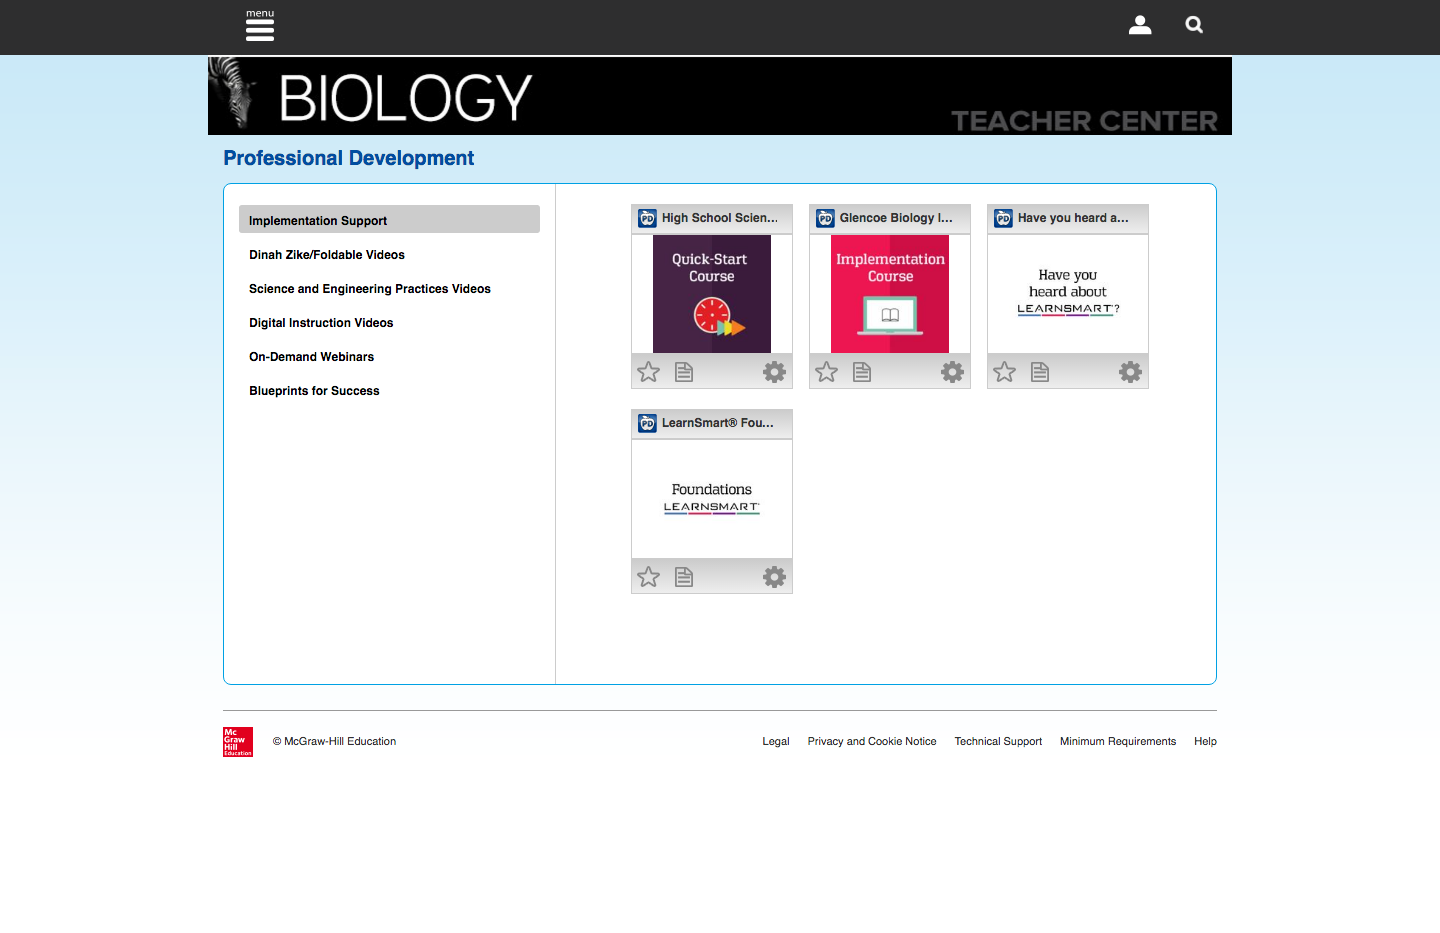 menu
BIOLOGY
TEACHER CENTER
Professional Development
Implementation Support
Dinah Zike/Foldable Videos
Science and Engineering Practices Videos
Digital Instruction Videos
On-Demand Webinars
Blueprints for Success
PD High School Scien...
Quick-Start
Course
PD Glencoe Biology I...
Implementation
Course
PD Have you heard a...
Have you
heard about
LEARNSMART®?
PD LearnSmart® Fou...
Foundations
LEARNSMART®
Mc
Graw
Hill
Education
© McGraw-Hill Education
Legal Privacy and Cookie Notice Technical Support Minimum Requirements Help